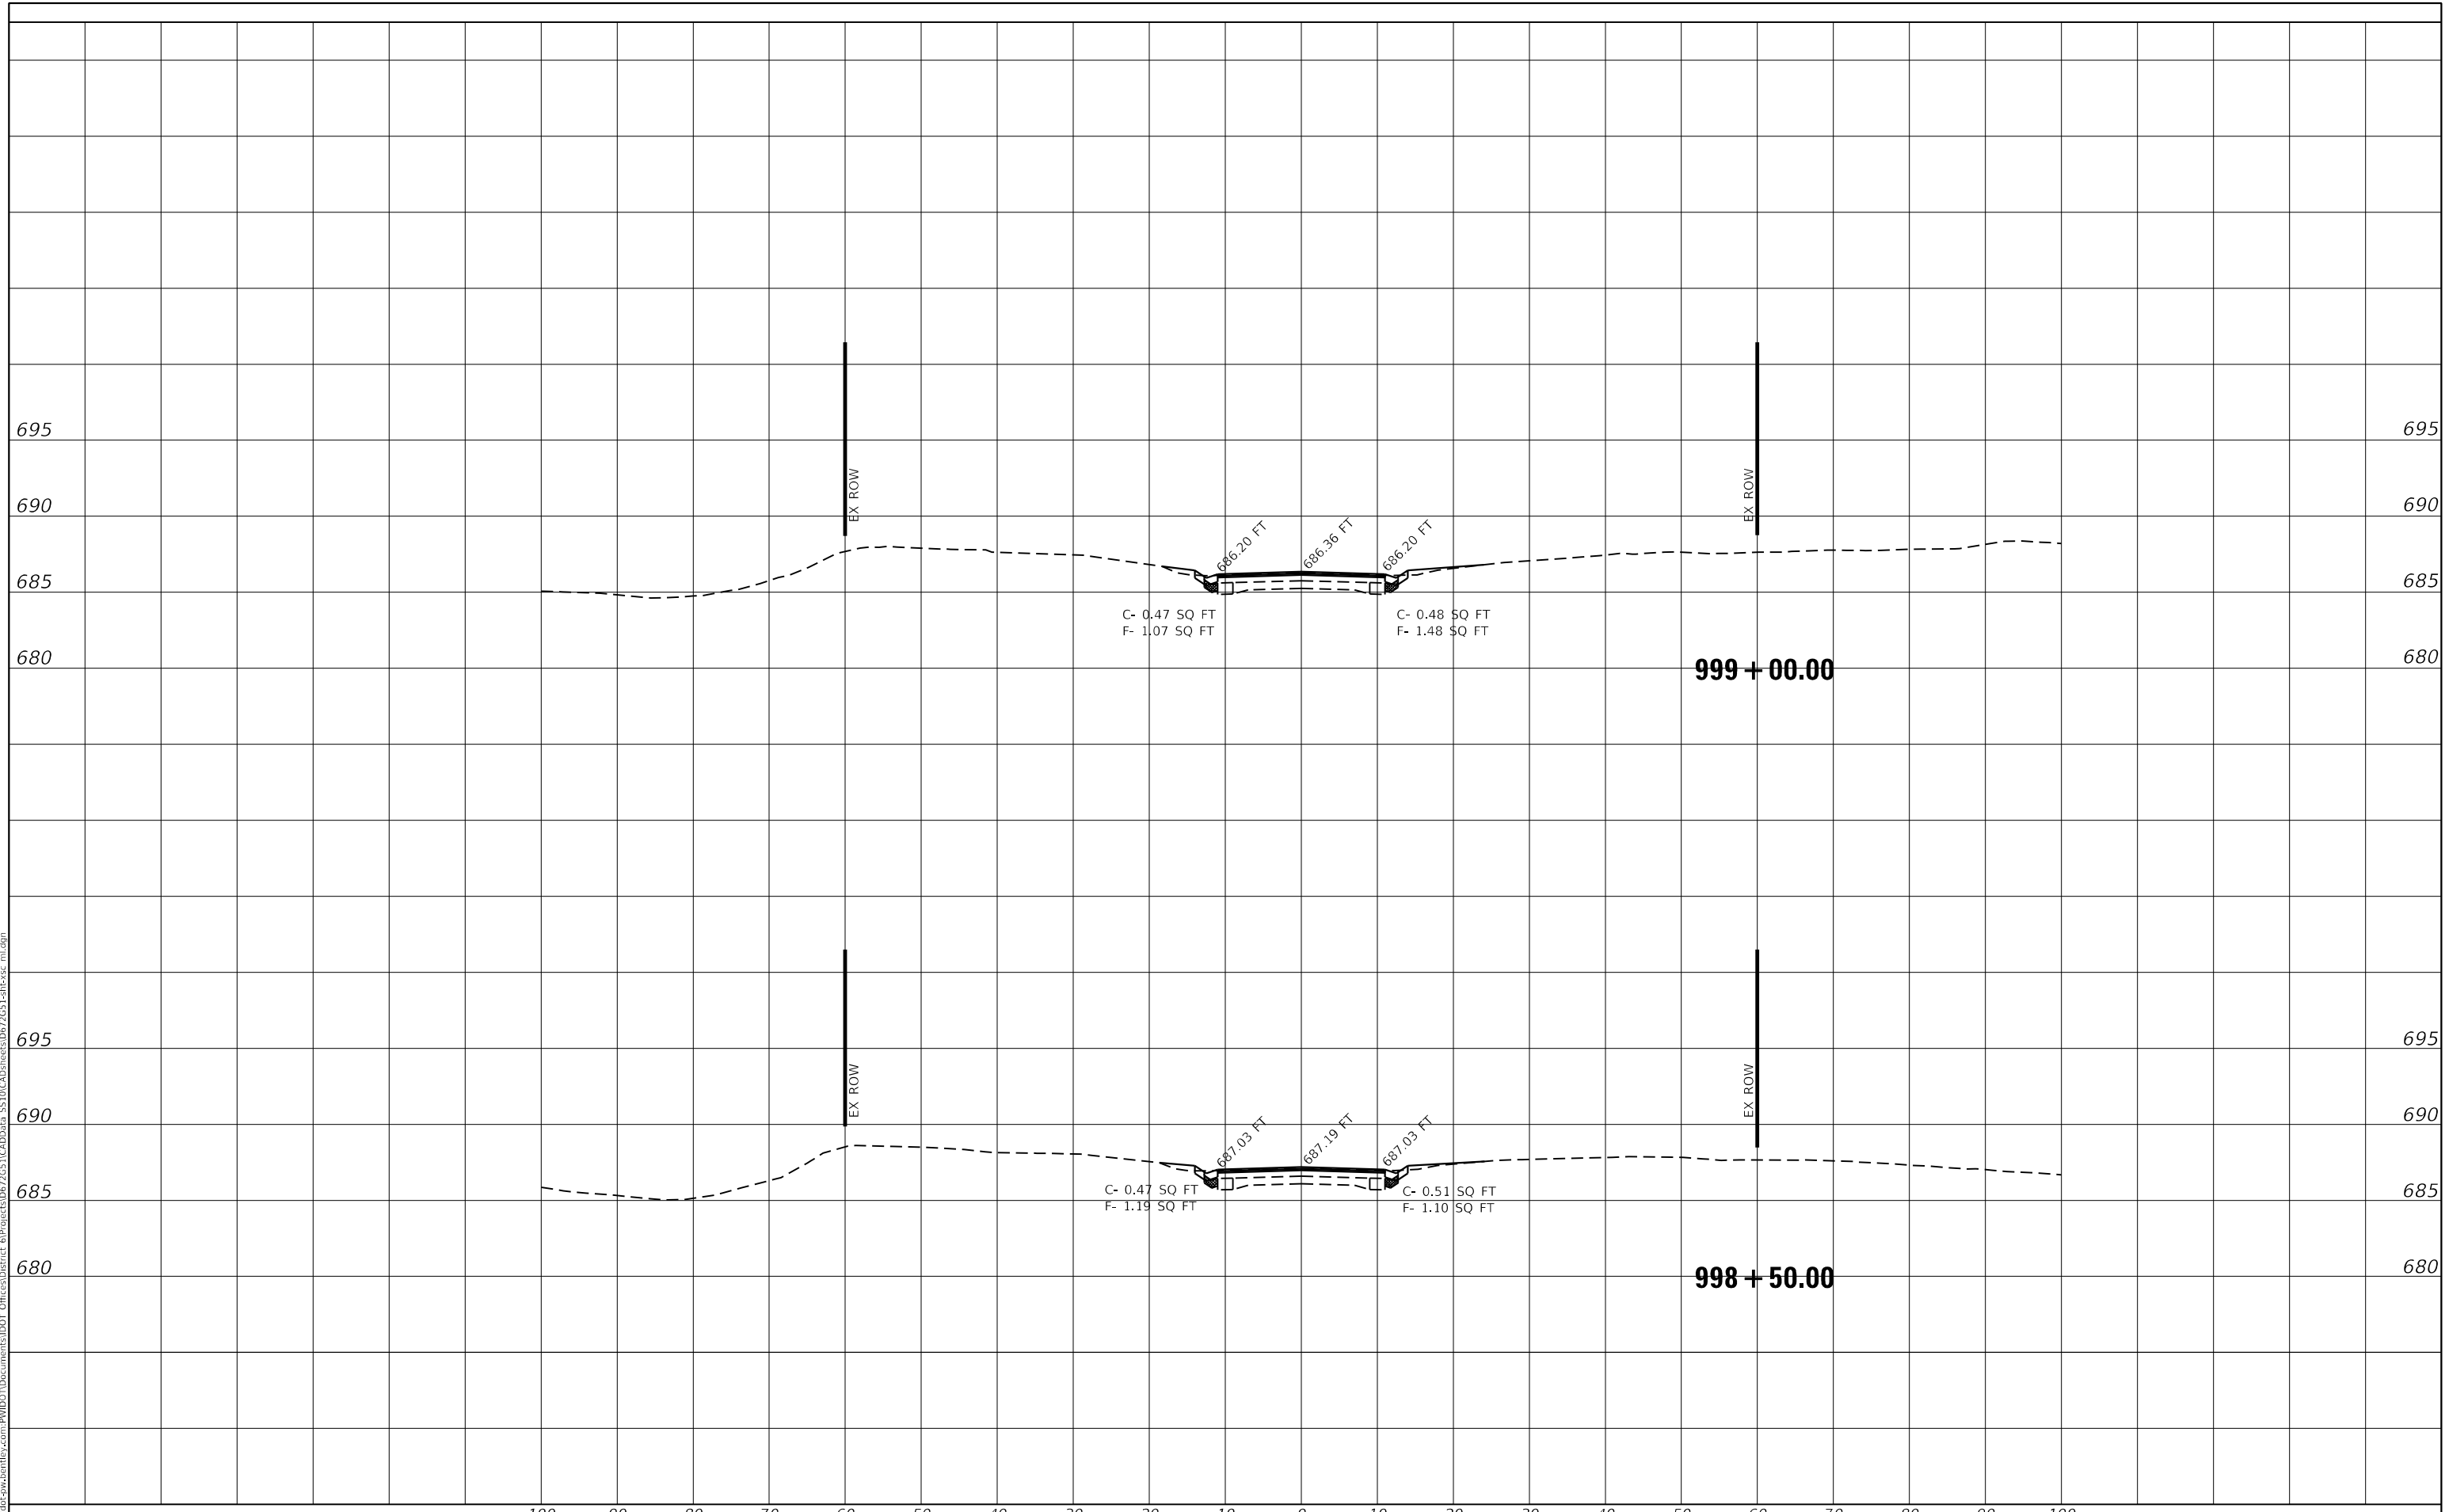 695 695
EX ROW EX ROW
690 690
686.20 FT 686.36 FT 686.20 FT
685 685
C- 0.47 SQ FT C- 0.48 SQ FT
F- 1.07 SQ FT F- 1.48 SQ FT
680 999+00.00 680
695 695
EX ROW EX ROW
690 690
687.03 FT 687.19 FT 687.03 FT
685 685
C- 0.47 SQ FT C- 0.51 SQ FT
F- 1.19 SQ FT F- 1.10 SQ FT
680 998+50.00 680